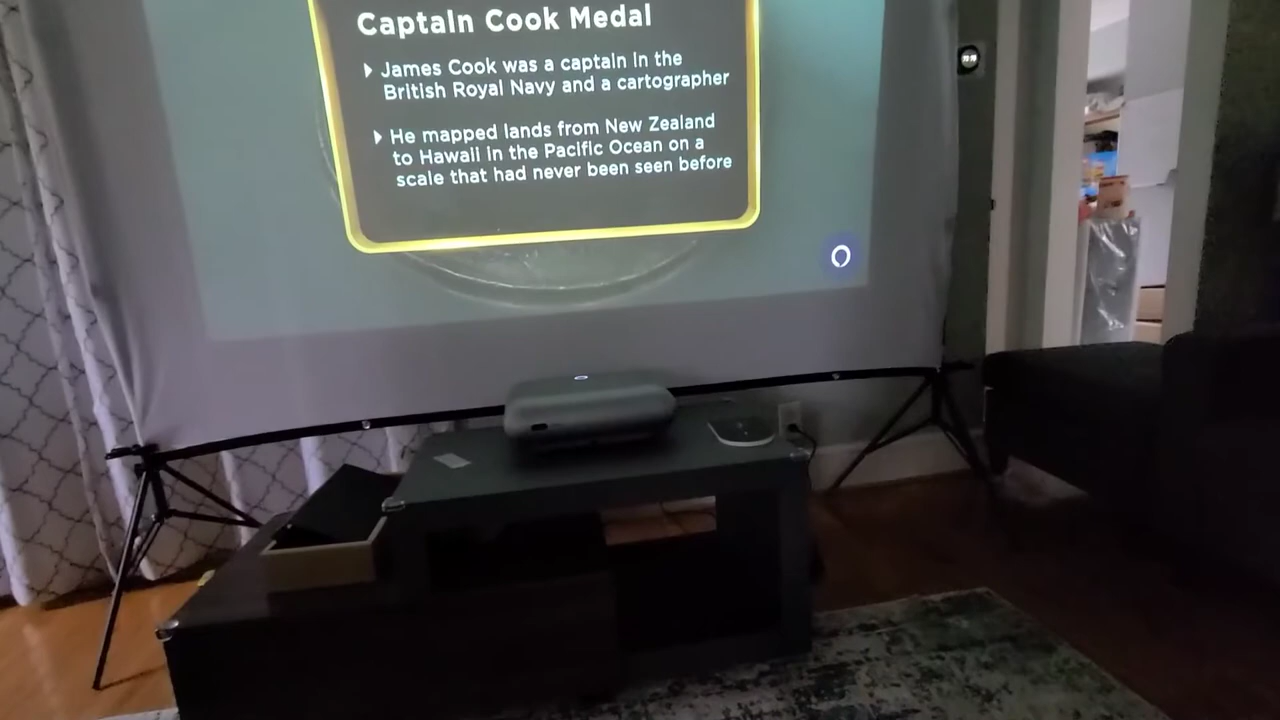 Captain Cook Medal
James Cook was a captain in the
British Royal Navy and a cartographer
He mapped lands from New Zealand
to Hawaii in the Pacific Ocean on a
scale that had never been seen before